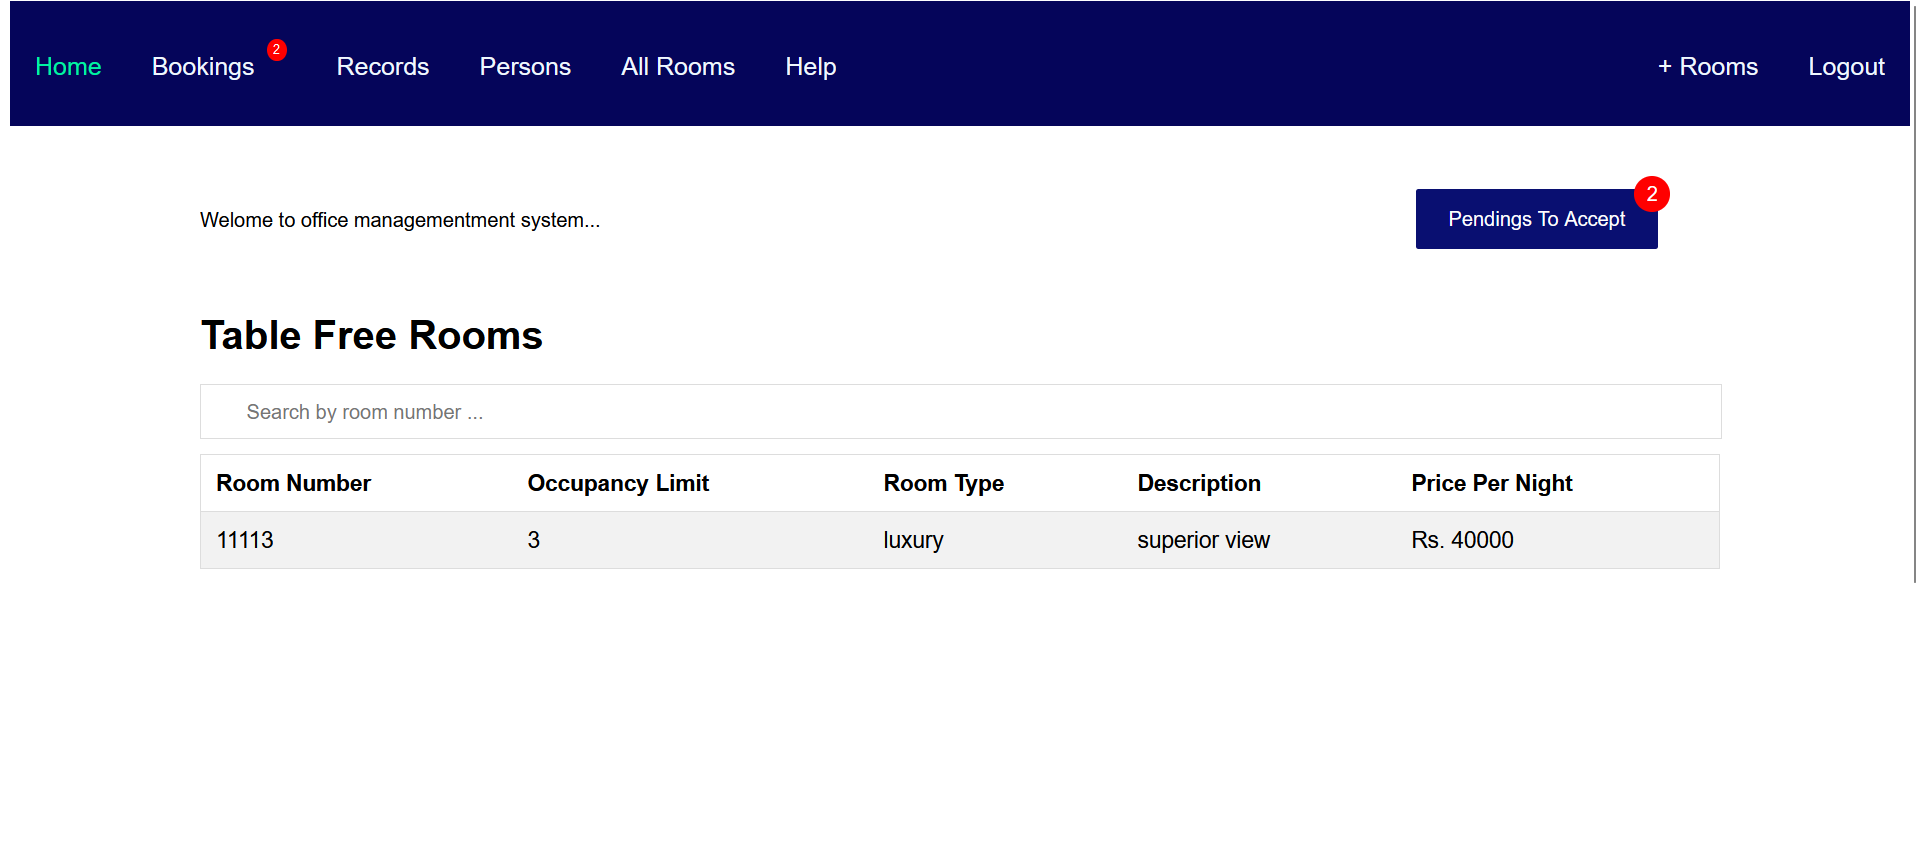 Home Bookings 2 Records Persons All Rooms Help + Rooms Logout
Welome to office managementment system... Pendings To Accept 2
Table Free Rooms
Search by room number ...
Room Number Occupancy Limit Room Type Description Price Per Night
11113 3 luxury superior view Rs. 40000